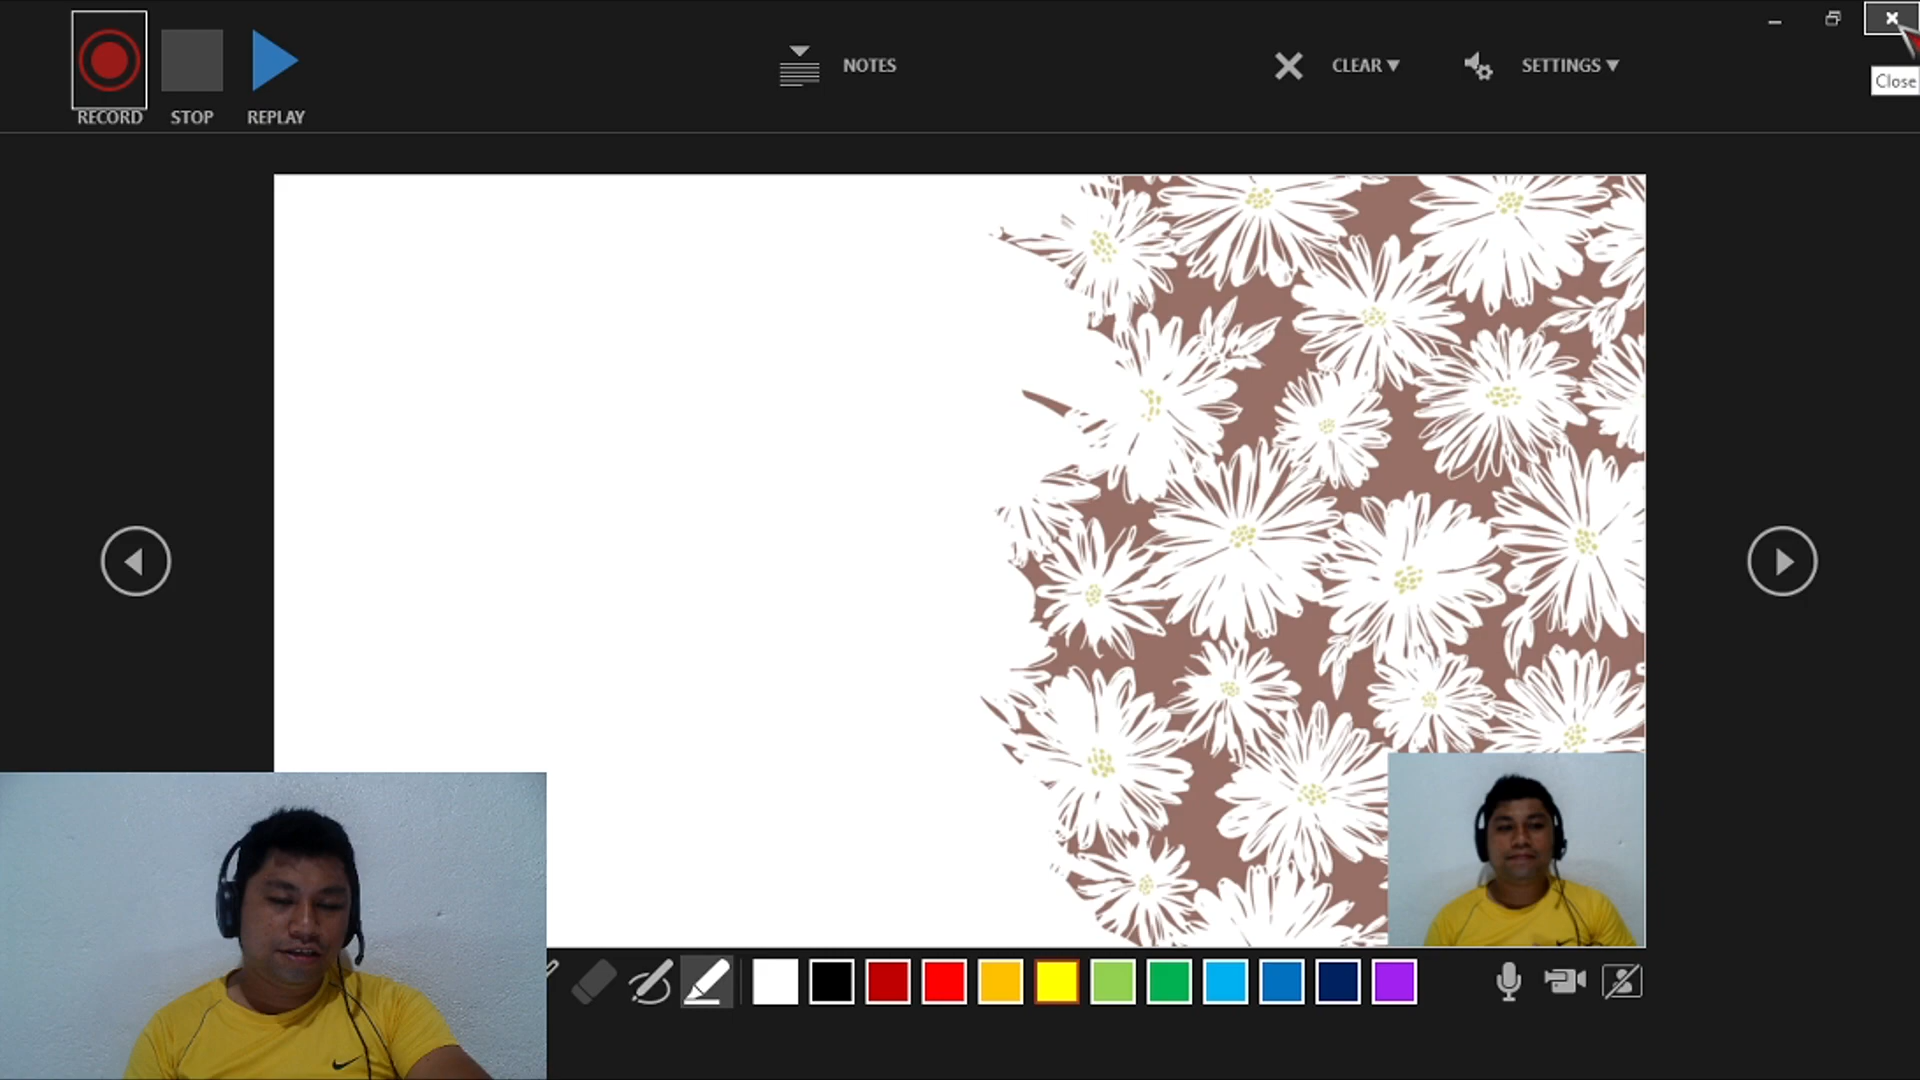 RECORD
STOP
REPLAY
NOTES
CLEAR
SETTINGS
Close